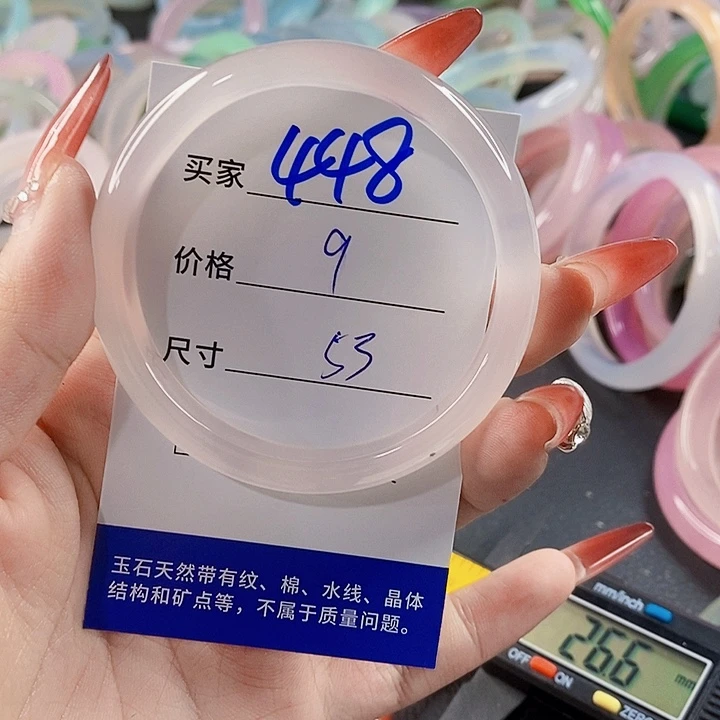 买家 448
价格 9
尺寸 53
玉石天然带有纹、棉、水线、晶体
结构和矿点等，不属于质量问题。
mm/inch
26.6 mm
OFF ON ZERO